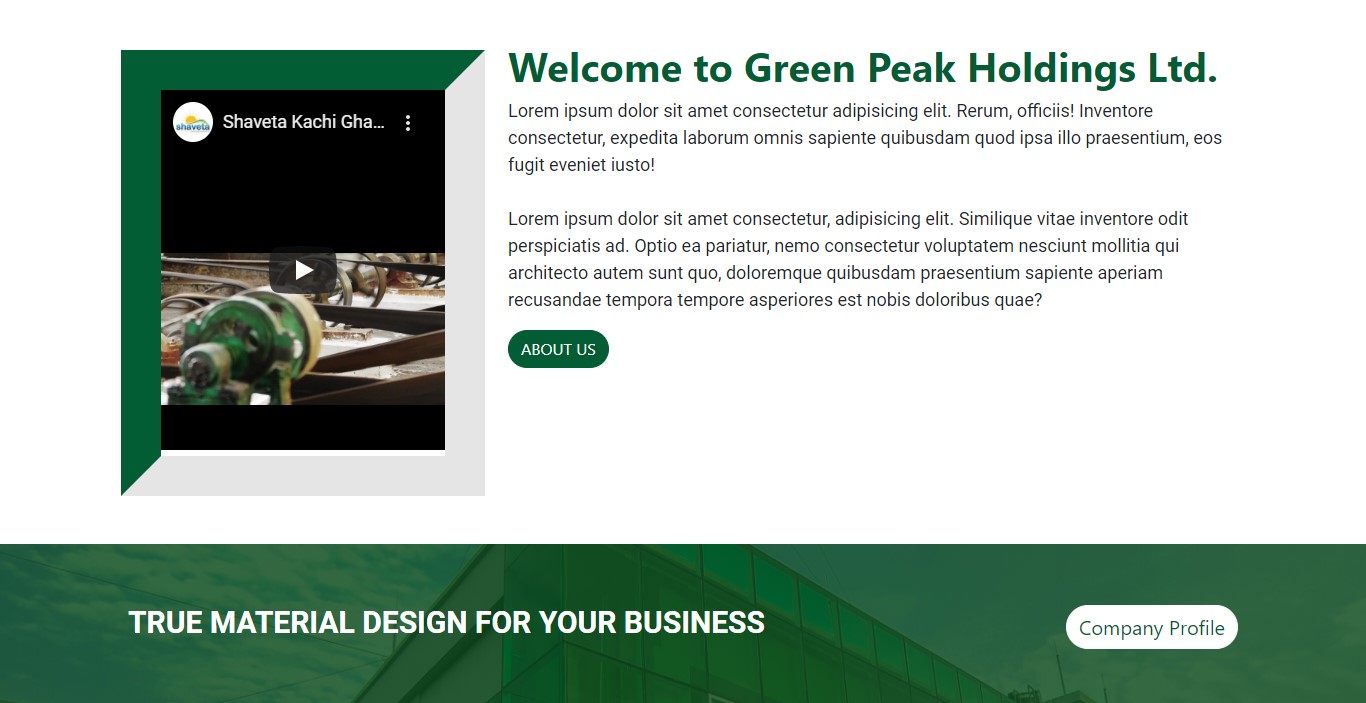 Welcome to Green Peak Holdings Ltd.
shaveta
Shaveta Kachi Gha...
Lorem ipsum dolor sit amet consectetur adipisicing elit. Rerum, officiis! Inventore
consectetur, expedita laborum omnis sapiente quibusdam quod ipsa illo praesentium, eos
fugit eveniet iusto!
Lorem ipsum dolor sit amet consectetur, adipisicing elit. Similique vitae inventore odit
perspiciatis ad. Optio ea pariatur, nemo consectetur voluptatem nesciunt mollitia qui
architecto autem sunt quo, doloremque quibusdam praesentium sapiente aperiam
recusandae tempora tempore asperiores est nobis doloribus quae?
ABOUT US
TRUE MATERIAL DESIGN FOR YOUR BUSINESS
Company Profile